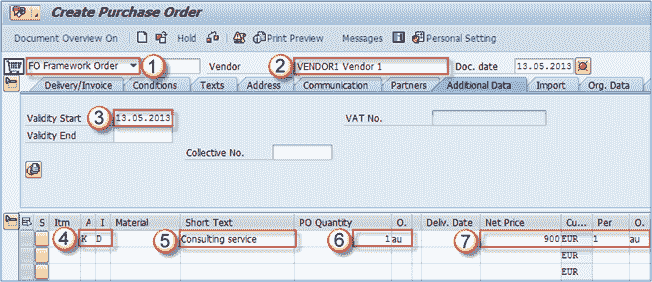 Create Purchase Order
Document Overview On Hold Print Preview Messages Personal Setting
FO Framework Order 1 Vendor 2 VENDOR1 Vendor 1 Doc. date 13.05.2013
Delivery/Invoice Conditions Texts Address Communication Partners Additional Data Import Org. Data
Validity Start 3 13.05.2013 VAT No.
Validity End
Collective No.
S Itm A I Material Short Text PO Quantity O. Deliv. Date Net Price Cu... Per O.
4 K D 5 Consulting service 6 1 au 7 900 EUR 1 au
EUR
EUR